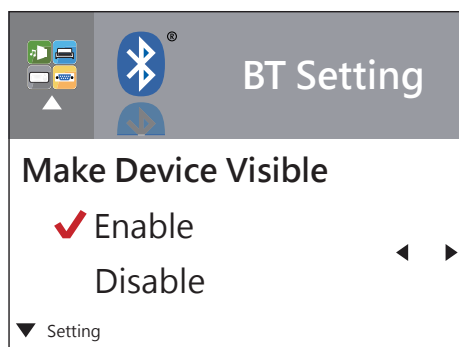 ®
BT Setting
Make Device Visible
Enable
Disable
Setting